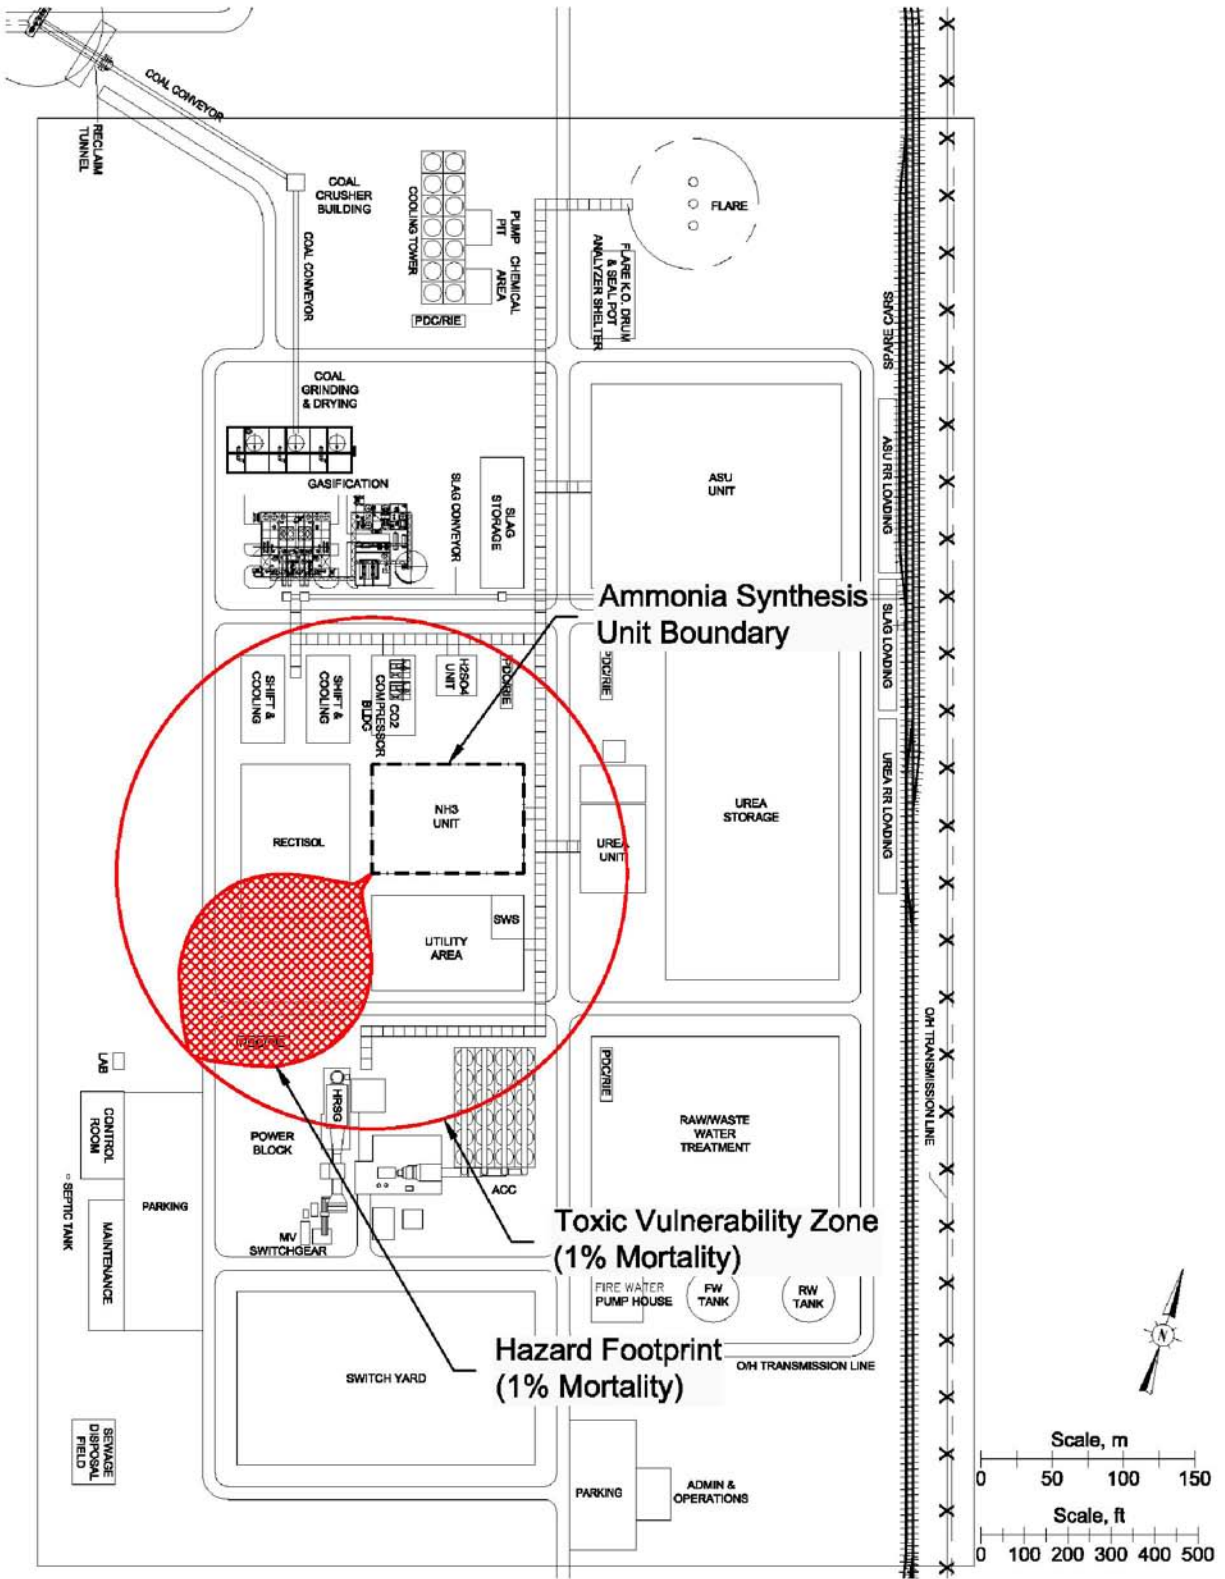 COAL CONVEYOR
RECLAIM
TUNNEL
COAL
CRUSHER
BUILDING
COAL CONVEYOR
COOLING TOWER
PUMP
PIT
CHEMICAL
AREA
PDC/RIE
FLARE
FLARE K.O. DRUM
& SEAL POT
ANALYZER SHELTER
SPARE CARS
COAL
GRINDING
& DRYING
GASIFICATION
SLAG CONVEYOR
SLAG
STORAGE
ASU
UNIT
ASU RR LOADING
Ammonia Synthesis
Unit Boundary
SLAG LOADING
SHIFT &
COOLING
SHIFT &
COOLING
CO2
COMPRESSOR
BLDG
H2SO4
UNIT
PDC/RIE
PDC/RIE
UREA RR LOADING
RECTISOL
NH3
UNIT
UREA
UNIT
UREA
STORAGE
SWS
UTILITY
AREA
PDC/RIE
O/H TRANSMISSION LINE
LAB
CONTROL
ROOM
HRSG
POWER
BLOCK
PDC/RIE
RAW/WASTE
WATER
TREATMENT
SEPTIC TANK
PARKING
ACC
MAINTENANCE
MV
SWITCHGEAR
Toxic Vulnerability Zone
(1% Mortality)
FIRE WATER
PUMP HOUSE
FW
TANK
RW
TANK
Hazard Footprint
(1% Mortality)
O/H TRANSMISSION LINE
SWITCH YARD
N
SEWAGE
DISPOSAL
FIELD
PARKING
ADMIN &
OPERATIONS
Scale, m
0 50 100 150
Scale, ft
0 100 200 300 400 500